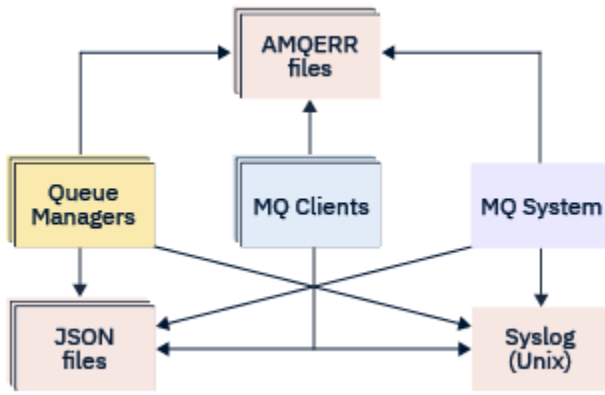 AMQERR
files
Queue
Managers
MQ Clients
MQ System
JSON
files
Syslog
(Unix)